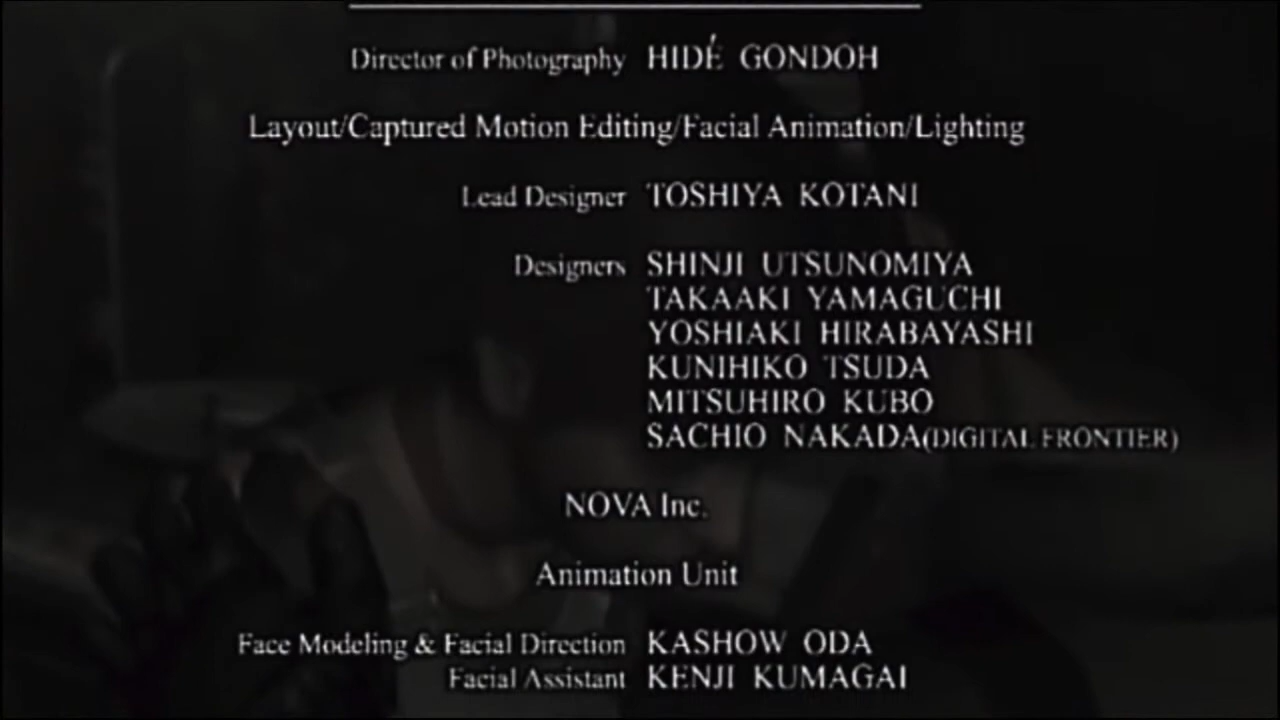 Director of Photography HIDÉ GONDOH
Layout/Captured Motion Editing/Facial Animation/Lighting
Lead Designer TOSHIYA KOTANI
Designers SHINJI UTSUNOMIYA
TAKAAKI YAMAGUCHI
YOSHIAKI HIRABAYASHI
KUNIHIKO TSUDA
MITSUHIRO KUBO
SACHIO NAKADA(DIGITAL FRONTIER)
NOVA Inc.
Animation Unit
Face Modeling & Facial Direction KASHOW ODA
Facial Assistant KENJI KUMAGAI